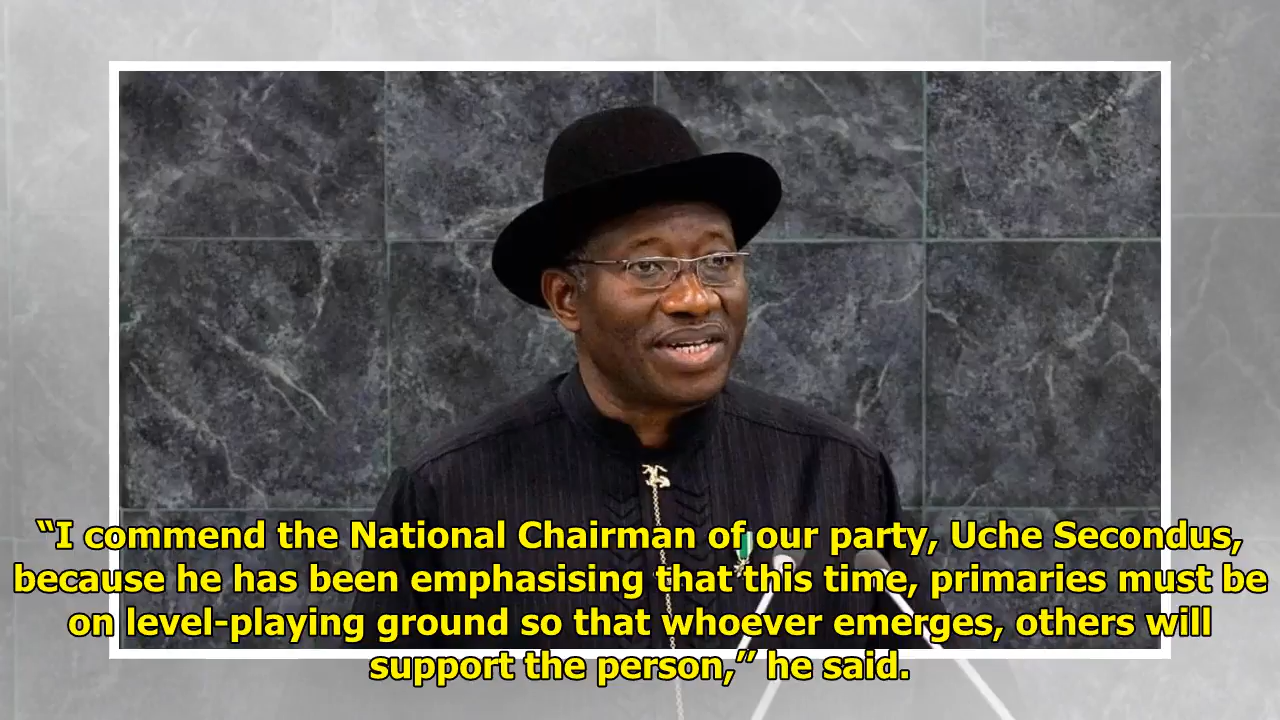 “I commend the National Chairman of our party, Uche Secondus,
because he has been emphasising that this time, primaries must be
on level-playing ground so that whoever emerges, others will
support the person,’’ he said.